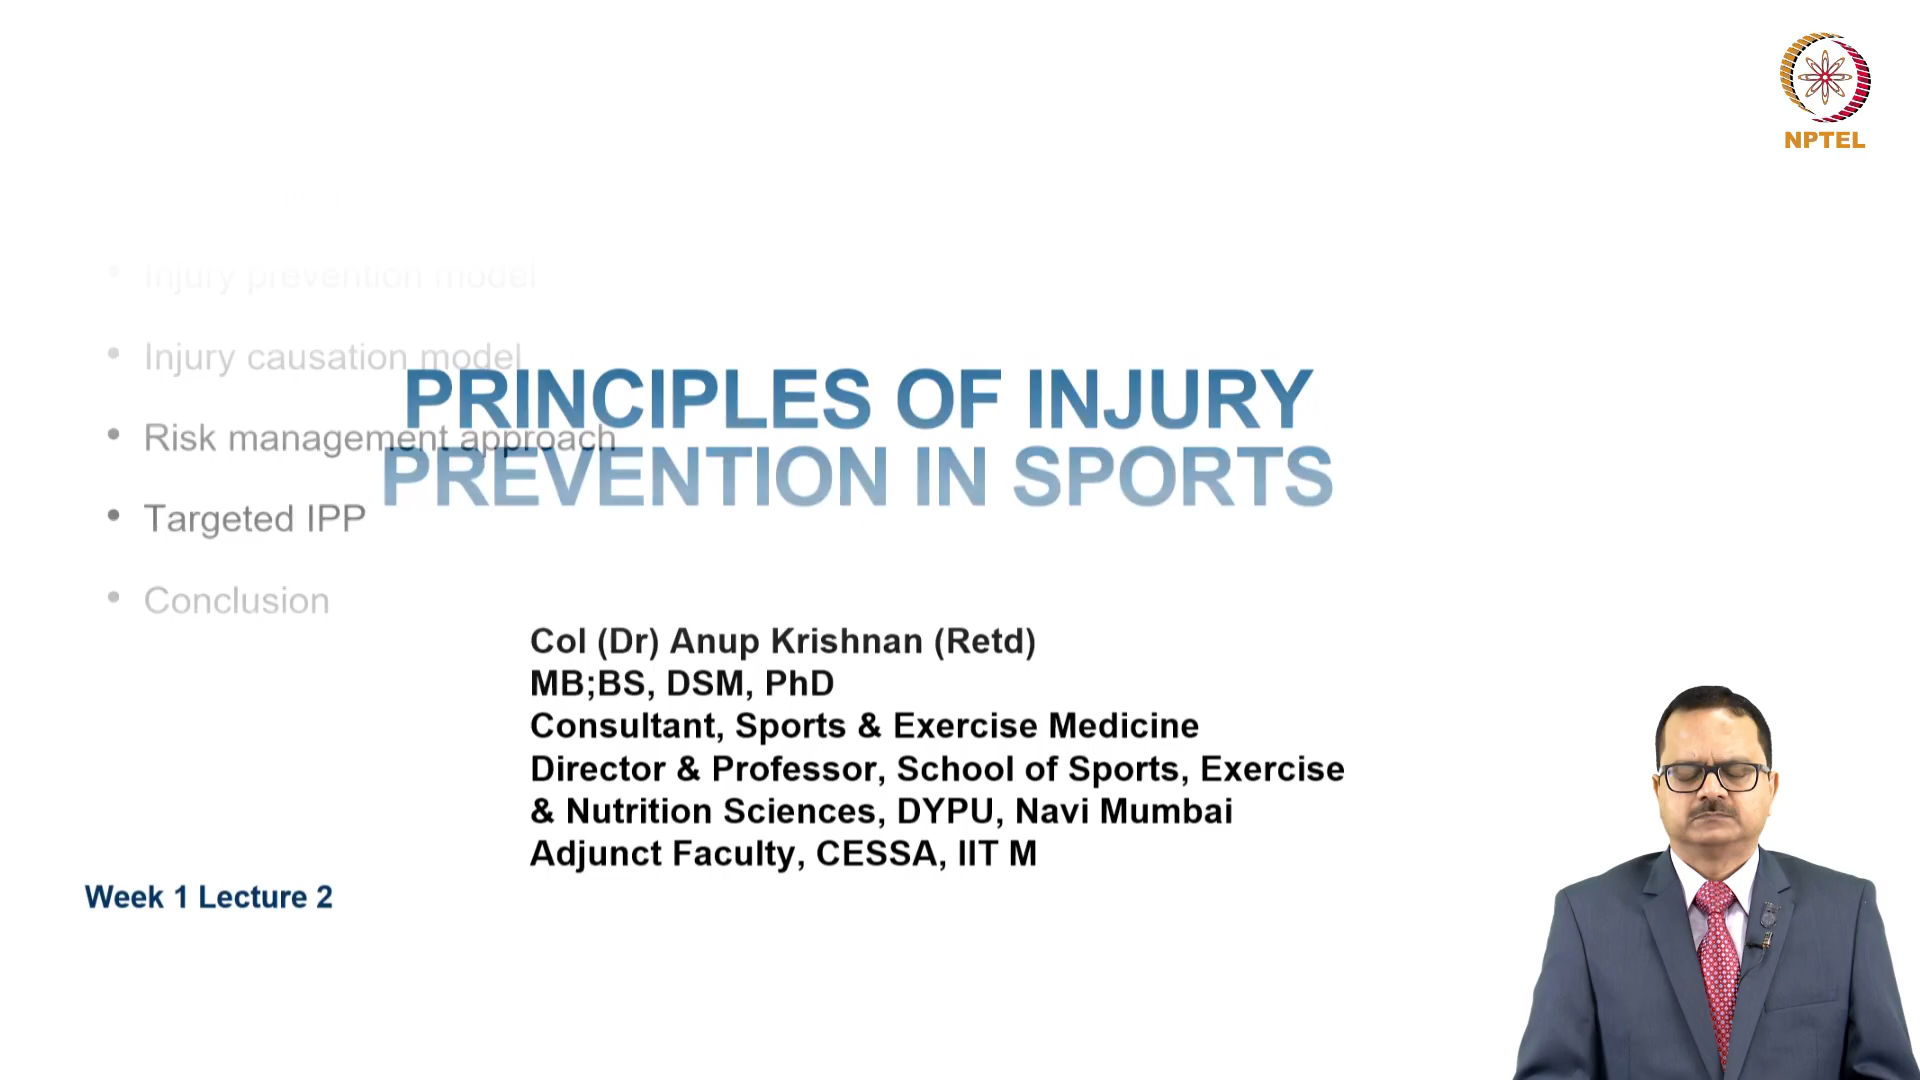 NPTEL
Injury prevention model
Injury causation model
Risk management approach
Targeted IPP
Conclusion
PRINCIPLES OF INJURY
PREVENTION IN SPORTS
Col (Dr) Anup Krishnan (Retd)
MB;BS, DSM, PhD
Consultant, Sports & Exercise Medicine
Director & Professor, School of Sports, Exercise
& Nutrition Sciences, DYPU, Navi Mumbai
Adjunct Faculty, CESSA, IIT M
Week 1 Lecture 2